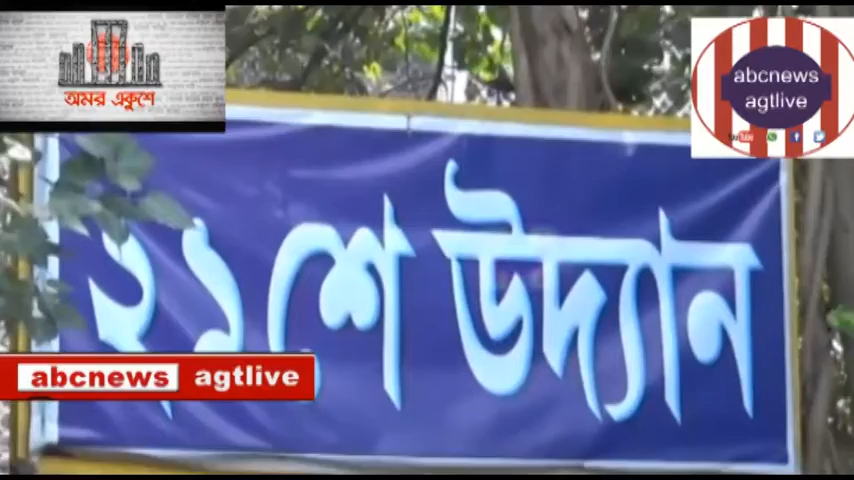 অমর একুশে
abcnews
agtlive
২১শে উদ্যান
abcnews agtlive